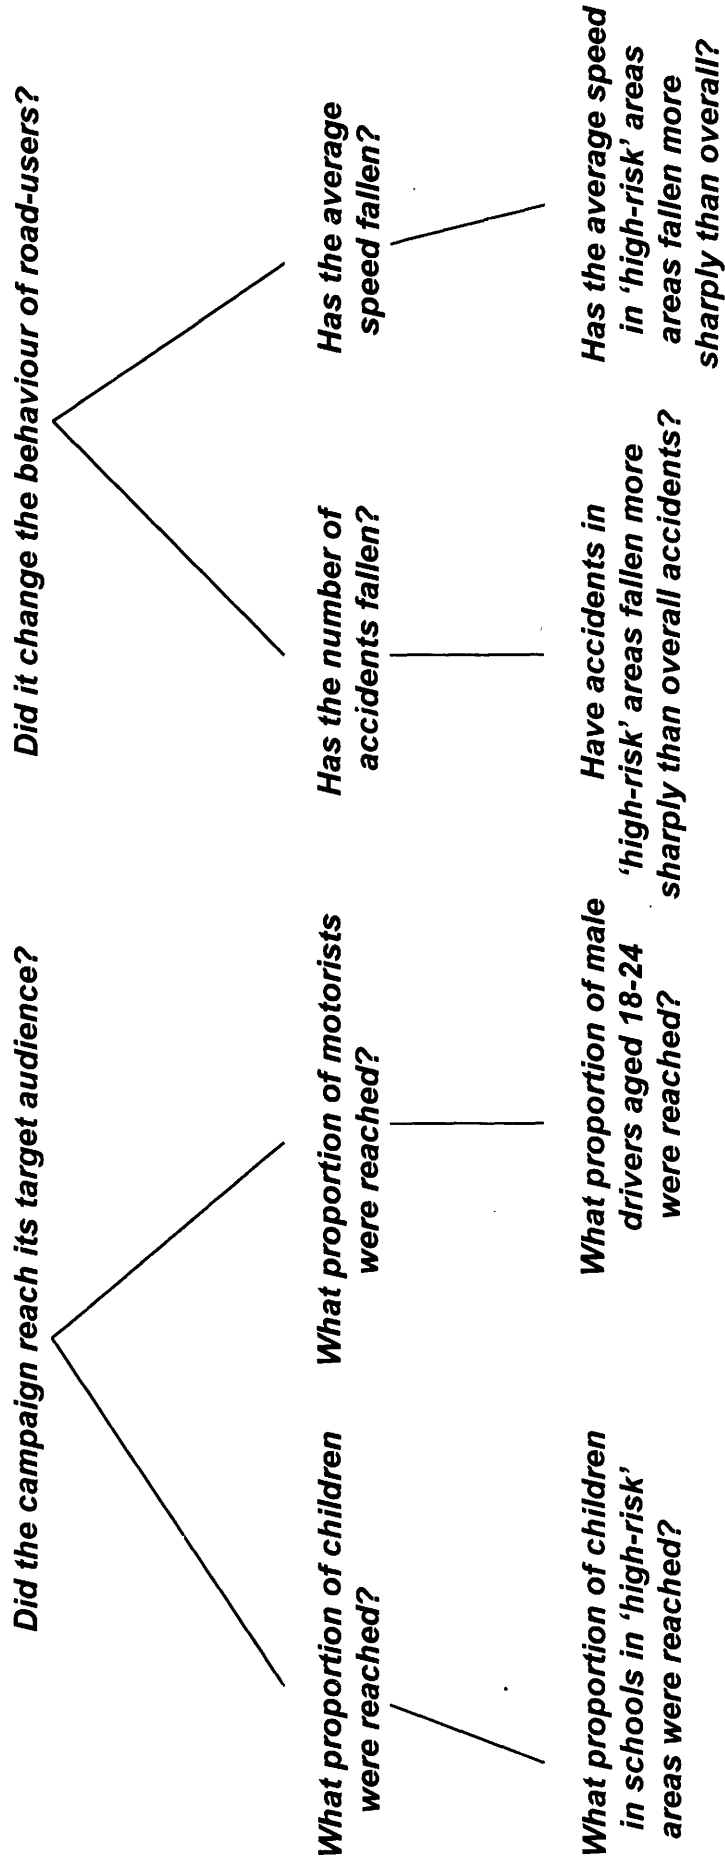 Did the campaign reach its target audience?
Did it change the behaviour of road-users?
What proportion of children
were reached?
What proportion of motorists
were reached?
Has the number of
accidents fallen?
Has the average
speed fallen?
What proportion of children
in schools in ‘high-risk’
areas were reached?
What proportion of male
drivers aged 18-24
were reached?
Have accidents in
‘high-risk’ areas fallen more
sharply than overall accidents?
Has the average speed
in ‘high-risk’ areas
areas fallen more
sharply than overall?